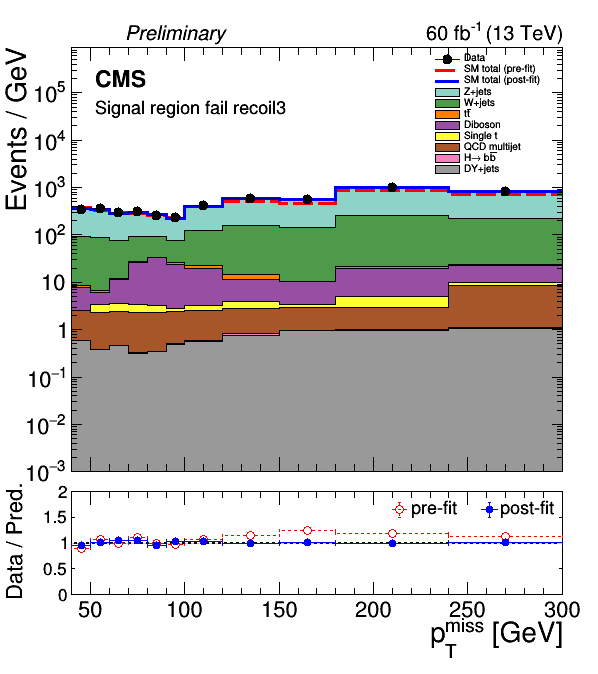 Preliminary 60 fb⁻¹ (13 TeV)
CMS
Signal region fail recoil3
Data
SM total (pre-fit)
SM total (post-fit)
Z+jets
W+jets
tt̅
Diboson
Single t
QCD multijet
H→ bb̅
DY+jets
Events / GeV
10⁵
10⁴
10³
10²
10
1
10⁻¹
10⁻²
10⁻³
pre-fit post-fit
Data / Pred.
2
1.5
1
0.5
0
50 100 150 200 250 300
p_T^miss [GeV]